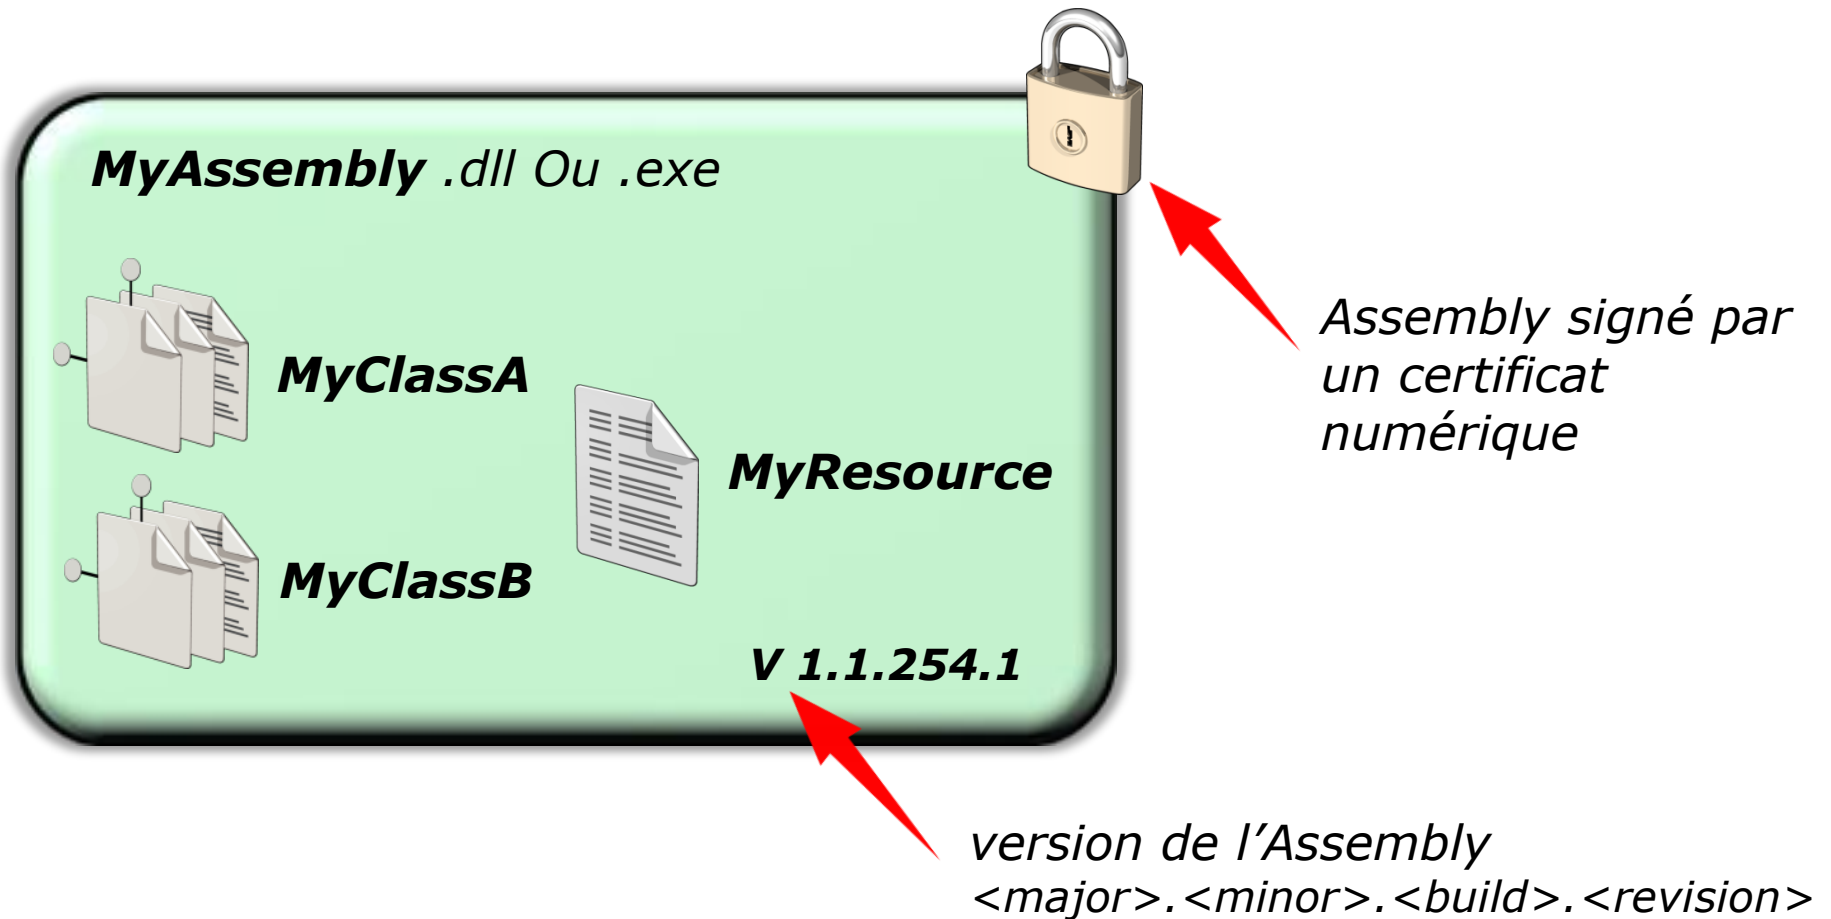 MyAssembly .dll Ou .exe
MyClassA
MyResource
MyClassB
V 1.1.254.1
Assembly signé par
un certificat
numérique
version de l’Assembly
<major>.<minor>.<build>.<revision>